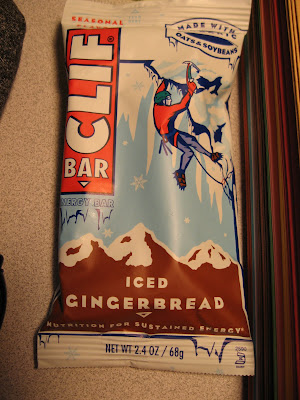 SEASONAL
MADE WITH
OATS & SOYBEANS
CLIF
BAR
ENERGY BAR
ICED
GINGERBREAD
NUTRITION FOR SUSTAINED ENERGY®
NET WT 2.4 OZ / 68g